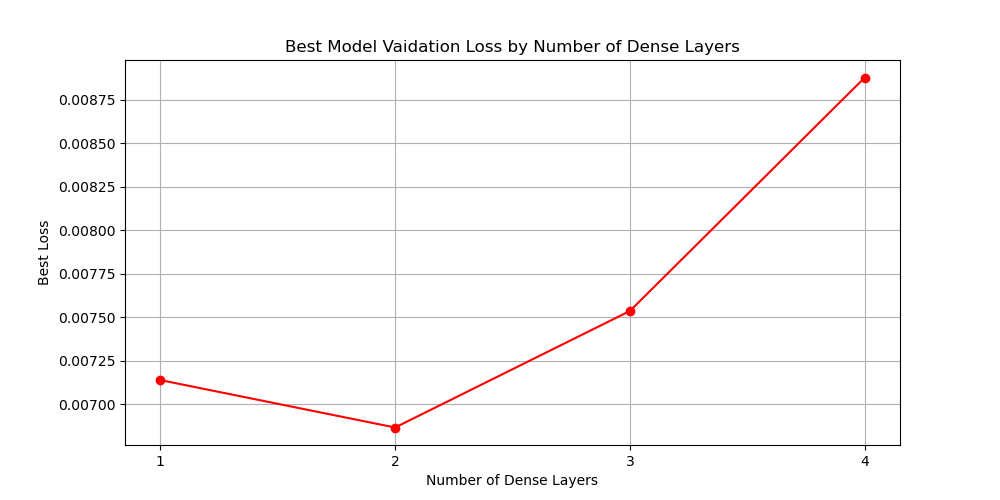 Best Model Vaidation Loss by Number of Dense Layers
Best Loss
0.00875
0.00850
0.00825
0.00800
0.00775
0.00750
0.00725
0.00700
1 2 3 4
Number of Dense Layers